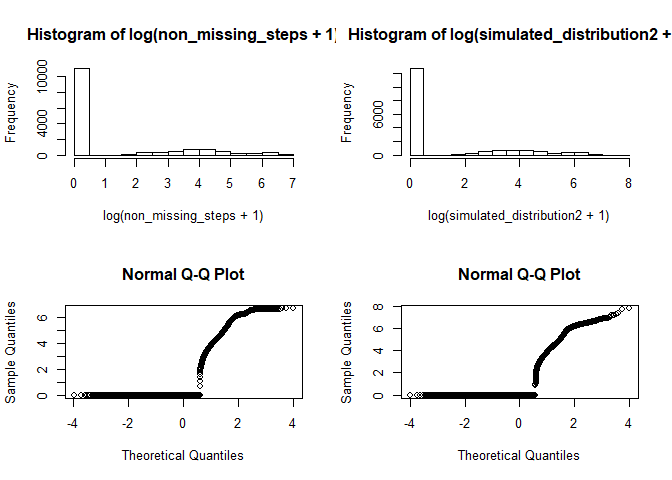 Histogram of log(non_missing_steps + 1)
Frequency
0
4000
10000
0 1 2 3 4 5 6 7
log(non_missing_steps + 1)
Histogram of log(simulated_distribution2 +
Frequency
0
6000
0 2 4 6 8
log(simulated_distribution2 + 1)
Normal Q-Q Plot
Sample Quantiles
0
2
4
6
-4 -2 0 2 4
Theoretical Quantiles
Normal Q-Q Plot
Sample Quantiles
0
2
4
6
8
-4 -2 0 2 4
Theoretical Quantiles